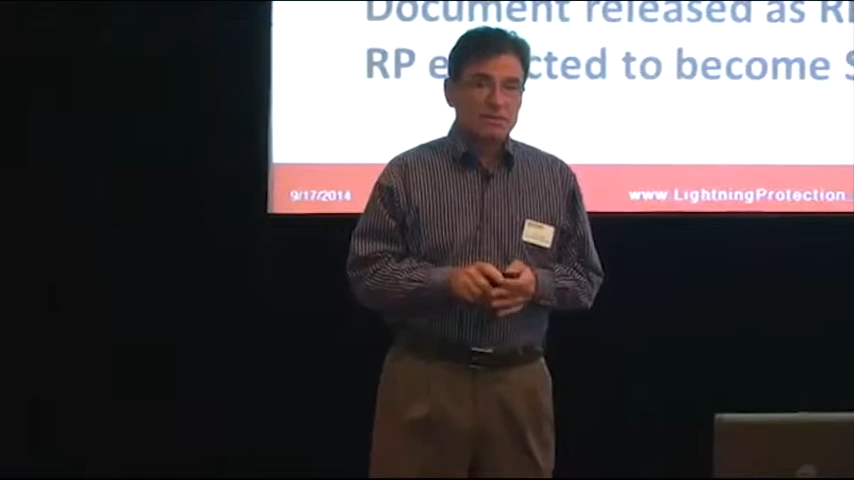 Document released as
RP to become
9/17/2014 www.LightningProtection.